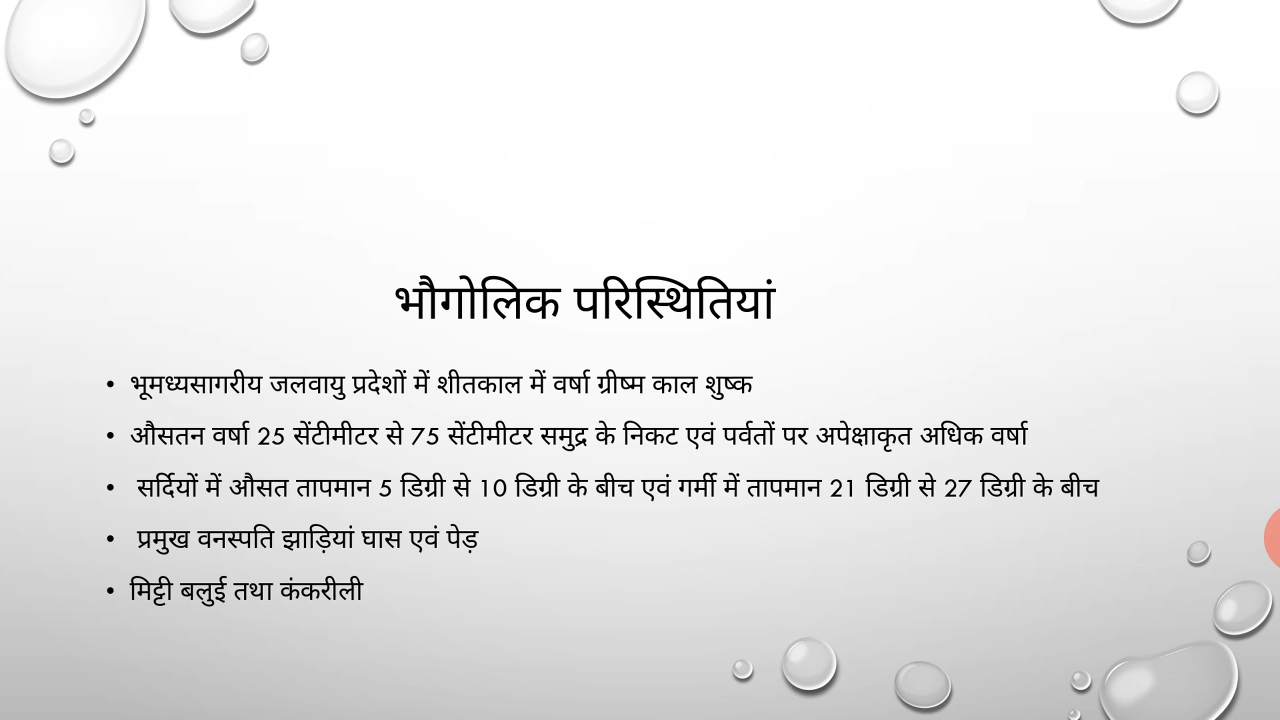 भौगोलिक परिस्थितियां
• भूमध्यसागरीय जलवायु प्रदेशों में शीतकाल में वर्षा ग्रीष्म काल शुष्क
• औसतन वर्षा 25 सेंटीमीटर से 75 सेंटीमीटर समुद्र के निकट एवं पर्वतों पर अपेक्षाकृत अधिक वर्षा
• सर्दियों में औसत तापमान 5 डिग्री से 10 डिग्री के बीच एवं गर्मी में तापमान 21 डिग्री से 27 डिग्री के बीच
• प्रमुख वनस्पति झाड़ियां घास एवं पेड़
• मिट्टी बलुई तथा कंकरीली